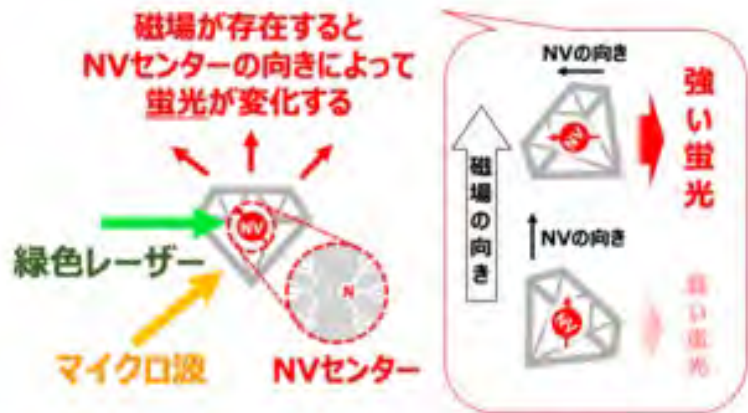 磁場が存在すると
NVセンターの向きによって
蛍光が変化する
NV
緑色レーザー
マイクロ波
N
NVセンター
NVの向き
強い蛍光
磁場の向き
NV
NVの向き
NV
弱い蛍光